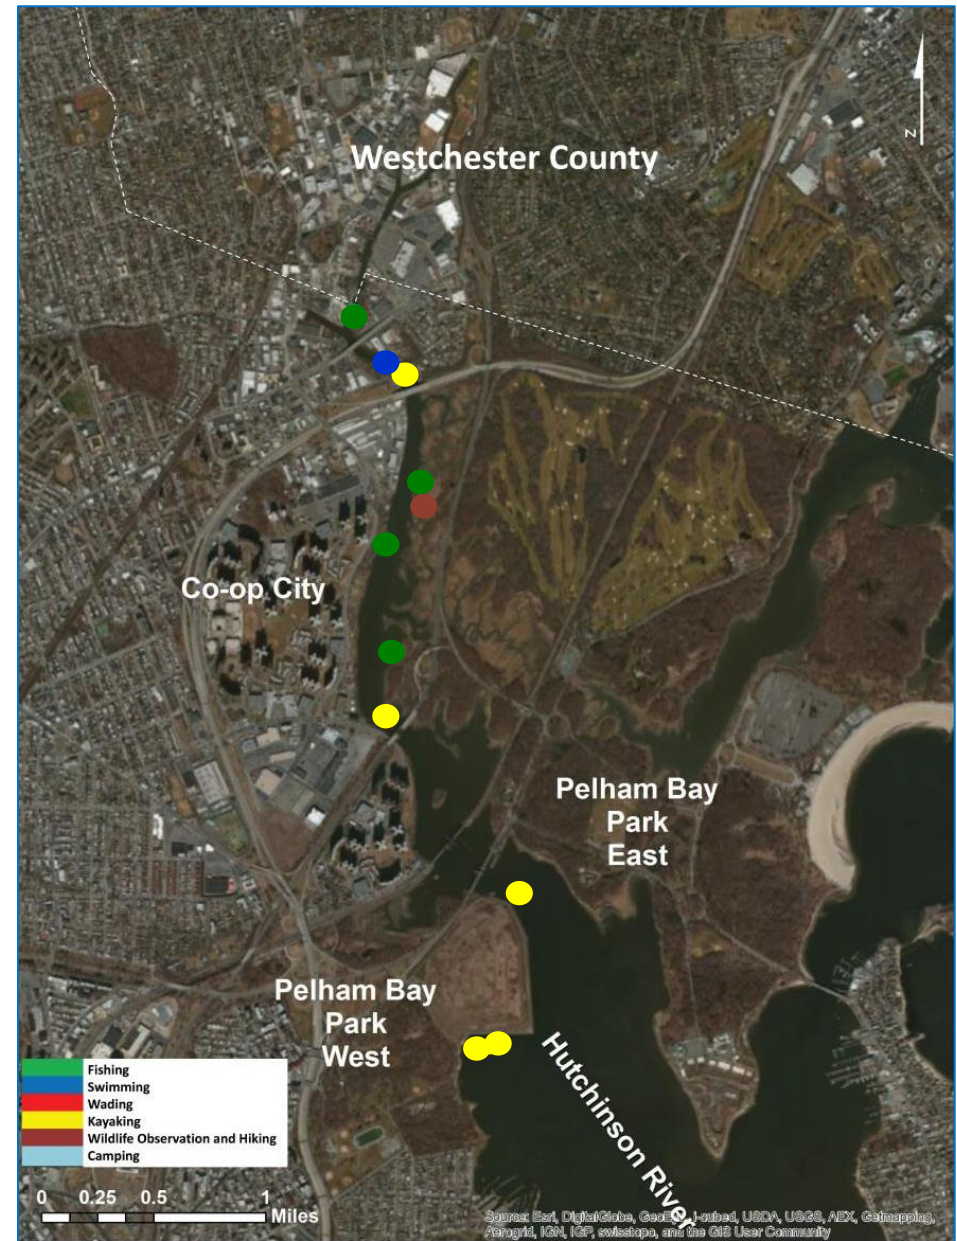 Westchester County
N
Co-op City
Pelham Bay
Park
East
Pelham Bay
Park
West
Hutchinson River
Fishing
Swimming
Wading
Kayaking
Wildlife Observation and Hiking
Camping
0 0.25 0.5 1
Miles
Source: Esri, DigitalGlobe, GeoEye, i-cubed, USDA, USGS, AEX, Getmapping,
Aerogrid, IGN, IGP, swisstopo, and the GIS User Community